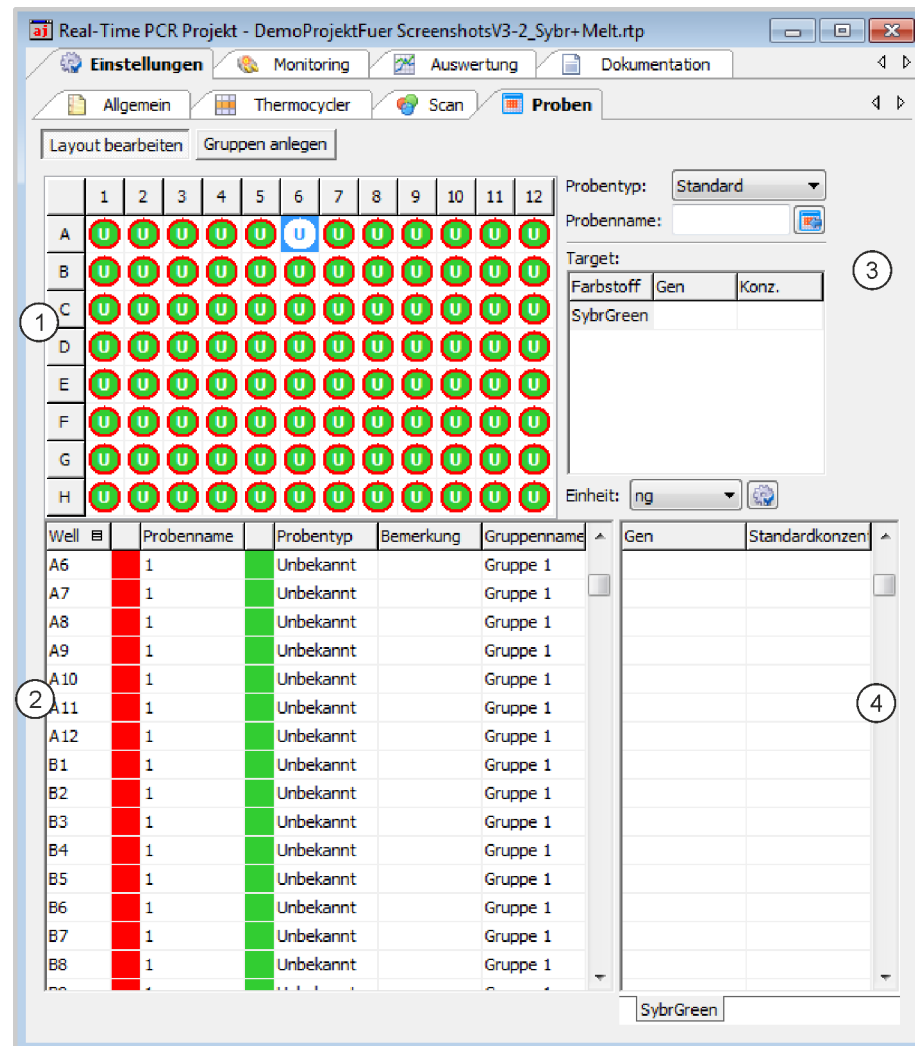 aj Real-Time PCR Projekt - DemoProjektFuer ScreenshotsV3-2_Sybr+Melt.rtp
Einstellungen Monitoring Auswertung Dokumentation
Allgemein Thermocycler Scan Proben
Layout bearbeiten Gruppen anlegen
1 2 3 4 5 6 7 8 9 10 11 12
A U U U U U U U U U U U U
B U U U U U U U U U U U U
C U U U U U U U U U U U U
D U U U U U U U U U U U U
E U U U U U U U U U U U U
F U U U U U U U U U U U U
G U U U U U U U U U U U U
H U U U U U U U U U U U U
1
Probentyp: Standard
Probenname:
Target:
Farbstoff Gen Konz.
SybrGreen
Einheit: ng
3
Well Probenname Probentyp Bemerkung Gruppenname
A6 1 Unbekannt Gruppe 1
A7 1 Unbekannt Gruppe 1
A8 1 Unbekannt Gruppe 1
A9 1 Unbekannt Gruppe 1
A10 1 Unbekannt Gruppe 1
A11 1 Unbekannt Gruppe 1
A12 1 Unbekannt Gruppe 1
B1 1 Unbekannt Gruppe 1
B2 1 Unbekannt Gruppe 1
B3 1 Unbekannt Gruppe 1
B4 1 Unbekannt Gruppe 1
B5 1 Unbekannt Gruppe 1
B6 1 Unbekannt Gruppe 1
B7 1 Unbekannt Gruppe 1
B8 1 Unbekannt Gruppe 1
2
Gen Standardkonzent
4
SybrGreen